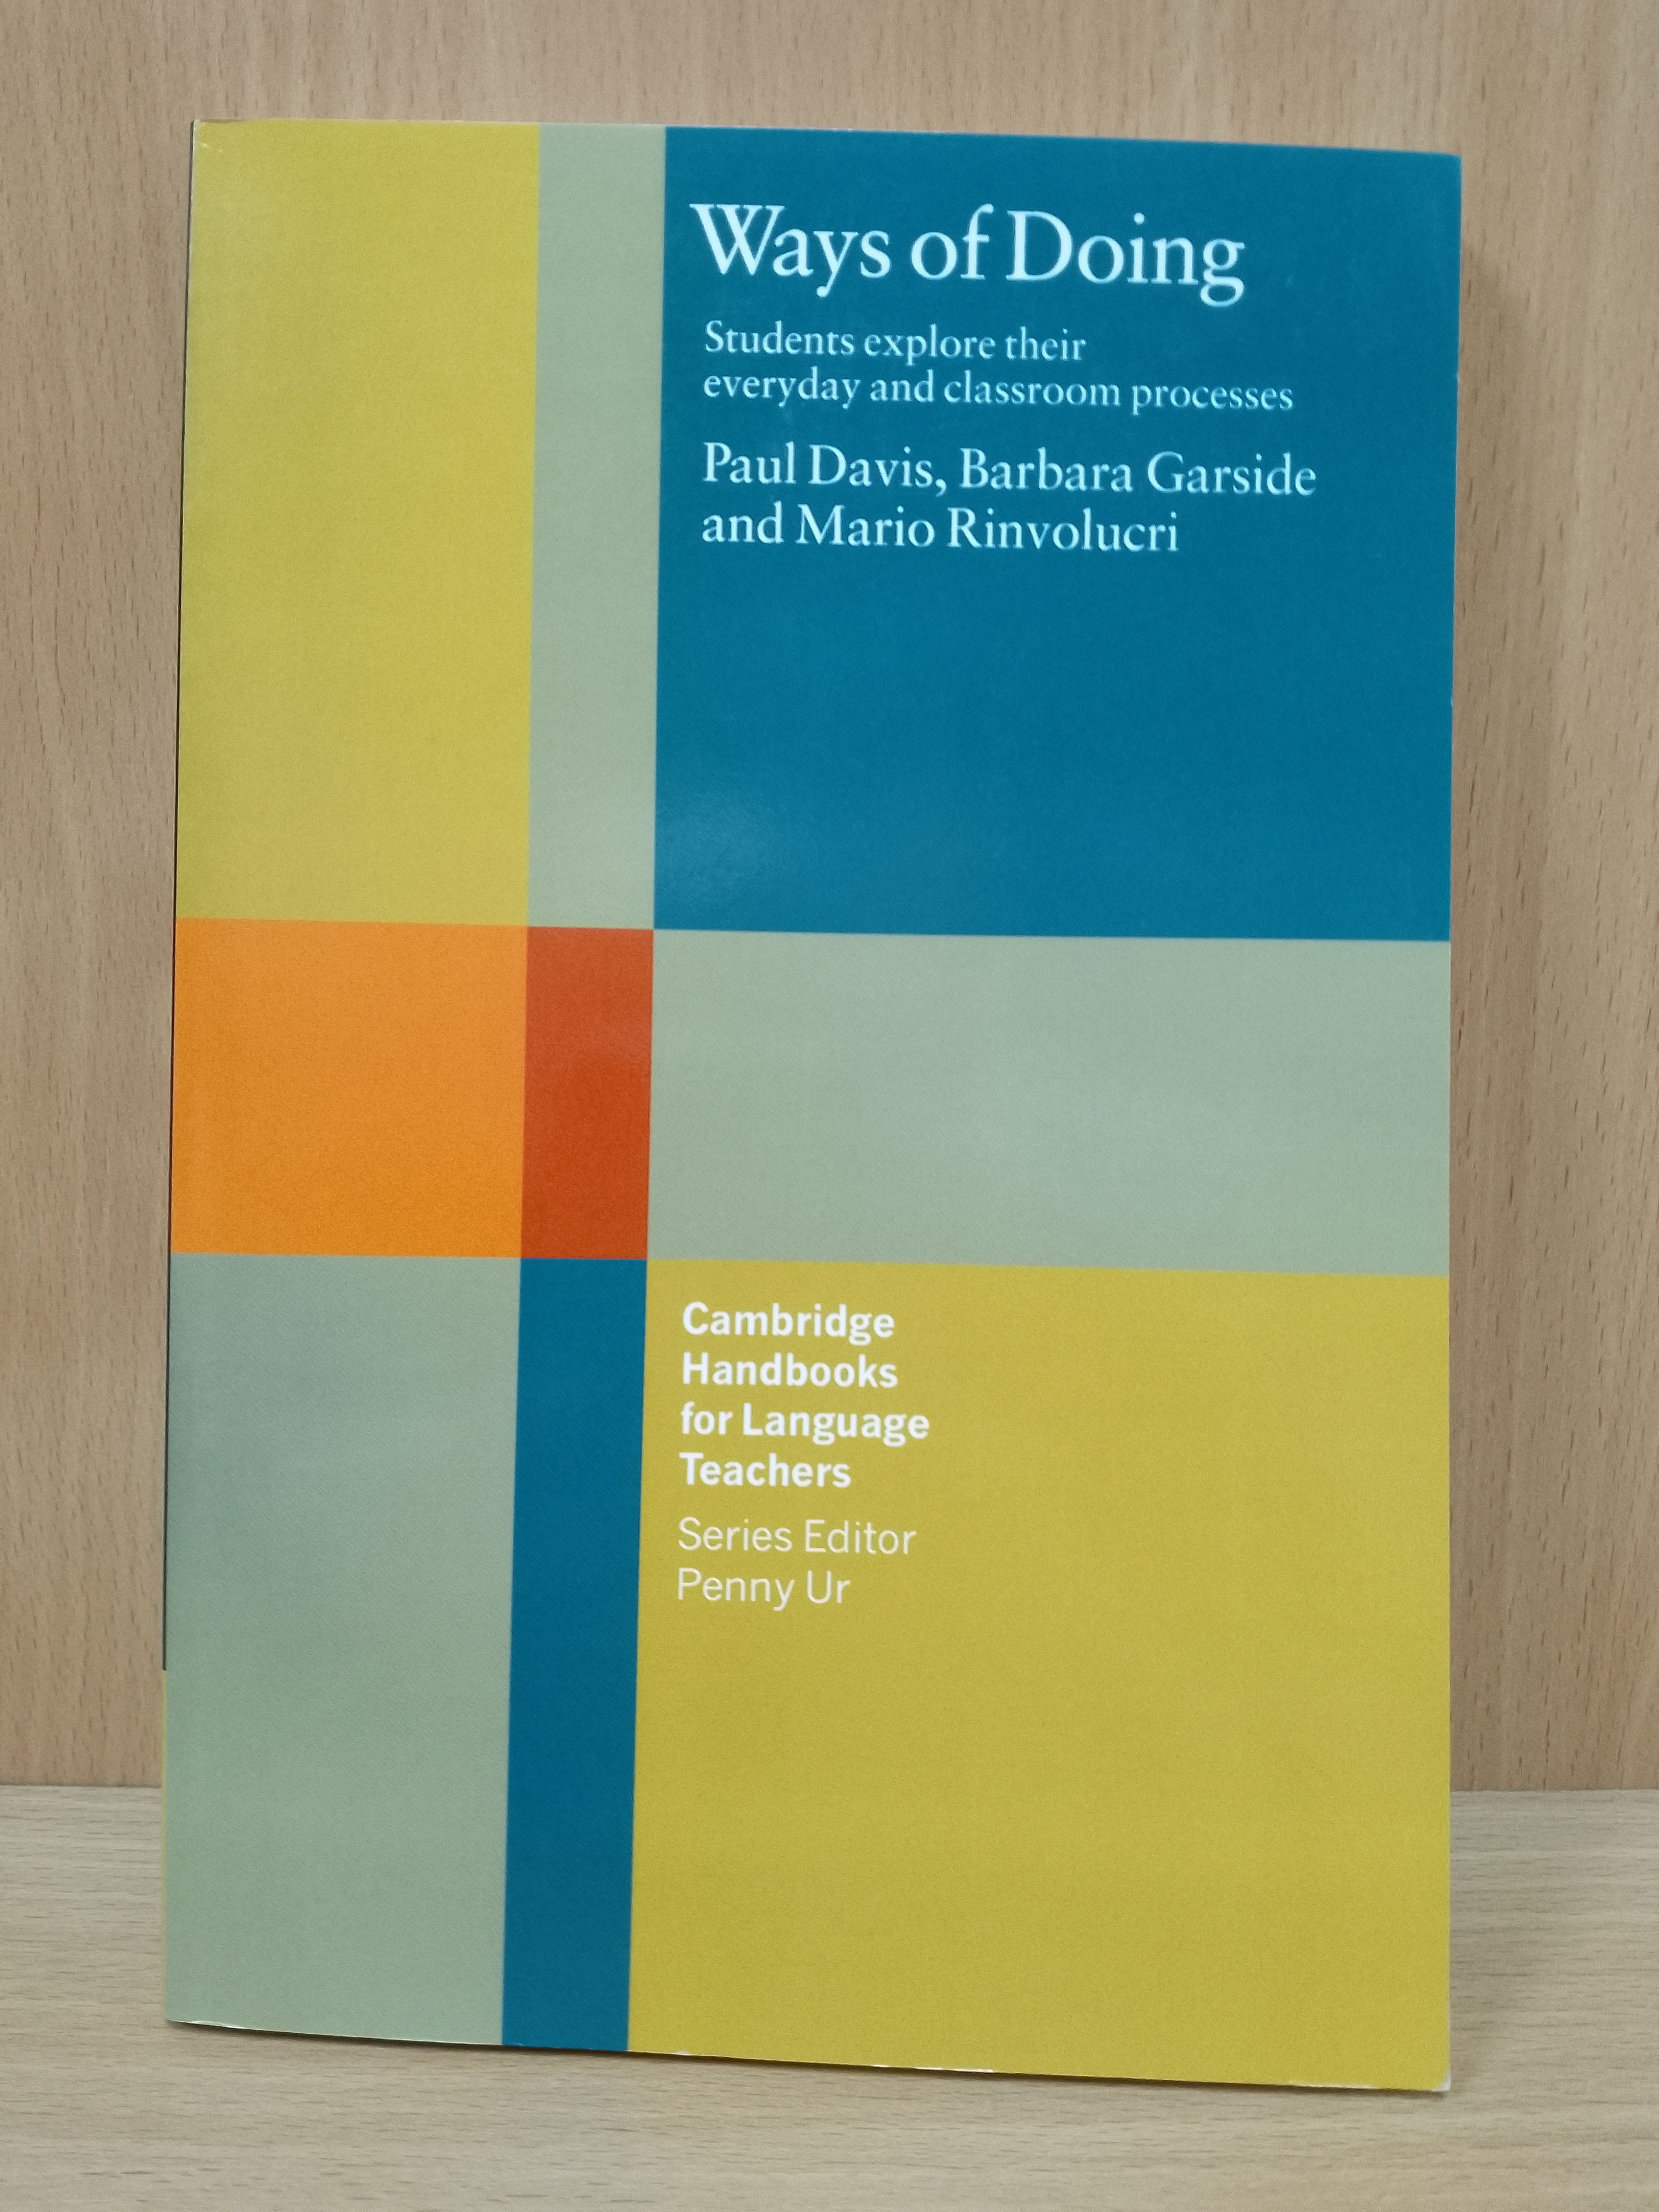 Ways of Doing
Students explore their
everyday and classroom processes
Paul Davis, Barbara Garside
and Mario Rinvolucri
Cambridge
Handbooks
for Language
Teachers
Series Editor
Penny Ur